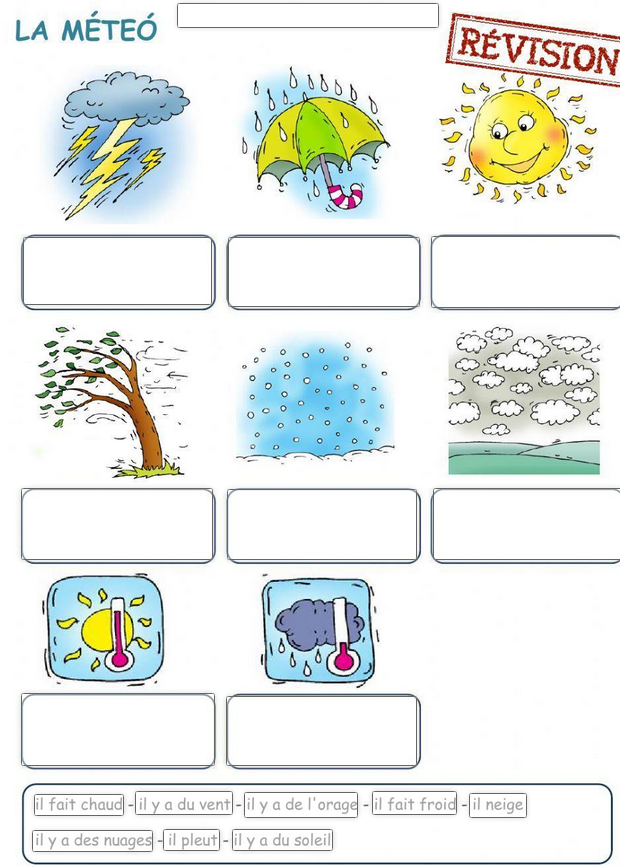 LA MÉTEÓ
RÉVISION
il fait chaud - il y a du vent - il y a de l'orage - il fait froid - il neige
il y a des nuages - il pleut - il y a du soleil